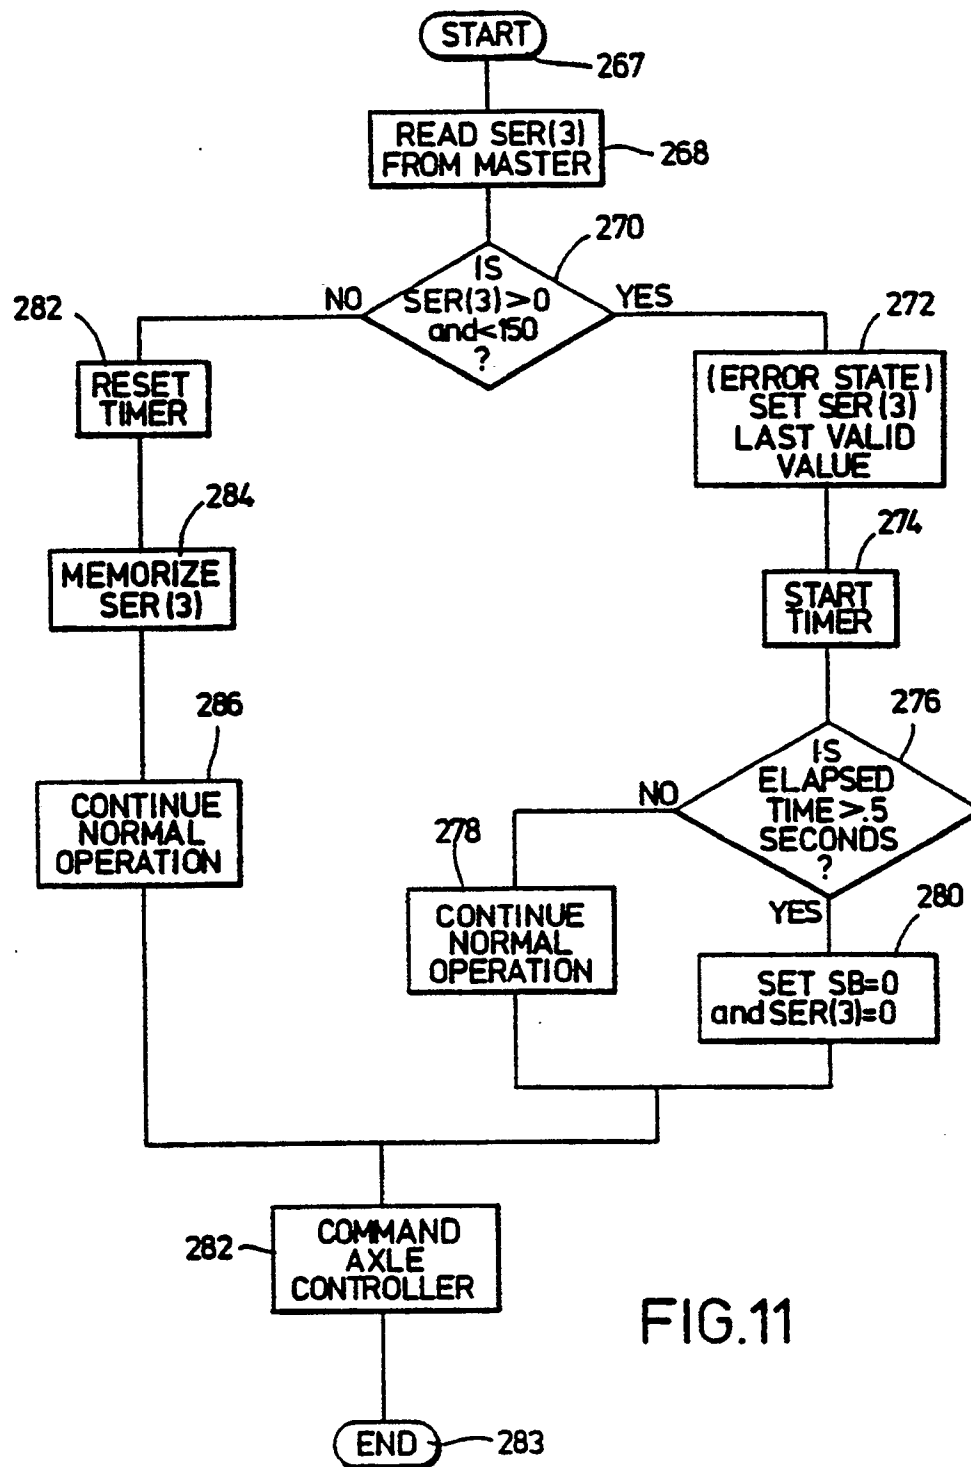 START
267
READ SER(3)
FROM MASTER
268
270
IS
SER(3)>0
and<150
?
NO
YES
282
RESET
TIMER
272
(ERROR STATE)
SET SER(3)
LAST VALID
VALUE
284
MEMORIZE
SER(3)
274
START
TIMER
286
CONTINUE
NORMAL
OPERATION
276
IS
ELAPSED
TIME>.5
SECONDS
?
NO
YES
278
CONTINUE
NORMAL
OPERATION
280
SET SB=0
and SER(3)=0
282
COMMAND
AXLE
CONTROLLER
FIG.11
END
283